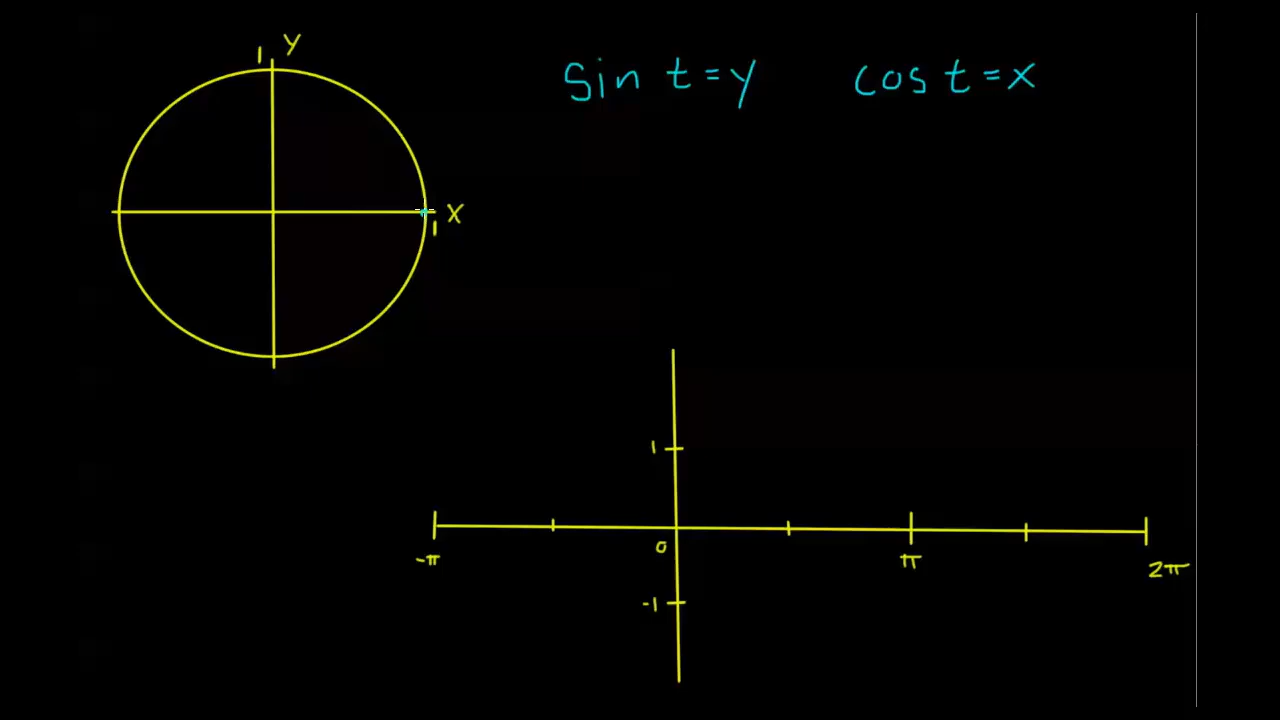 1 y
sin t = y cos t = x
x
1
1
0
-π π 2π
-1